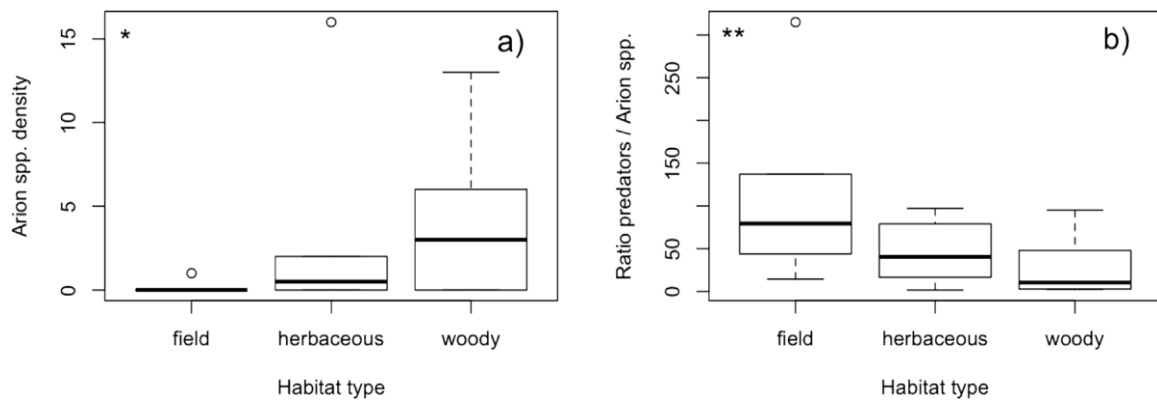 *
a)
15
10
5
0
Arion spp. density
field
herbaceous
woody
Habitat type
**
b)
250
150
50
0
Ratio predators / Arion spp.
field
herbaceous
woody
Habitat type